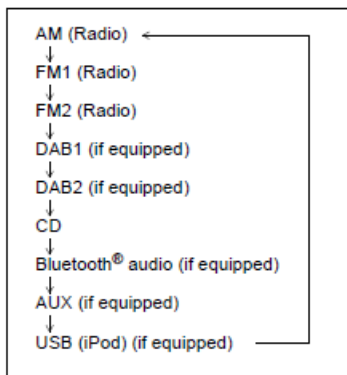 AM (Radio)
FM1 (Radio)
FM2 (Radio)
DAB1 (if equipped)
DAB2 (if equipped)
CD
Bluetooth® audio (if equipped)
AUX (if equipped)
USB (iPod) (if equipped)